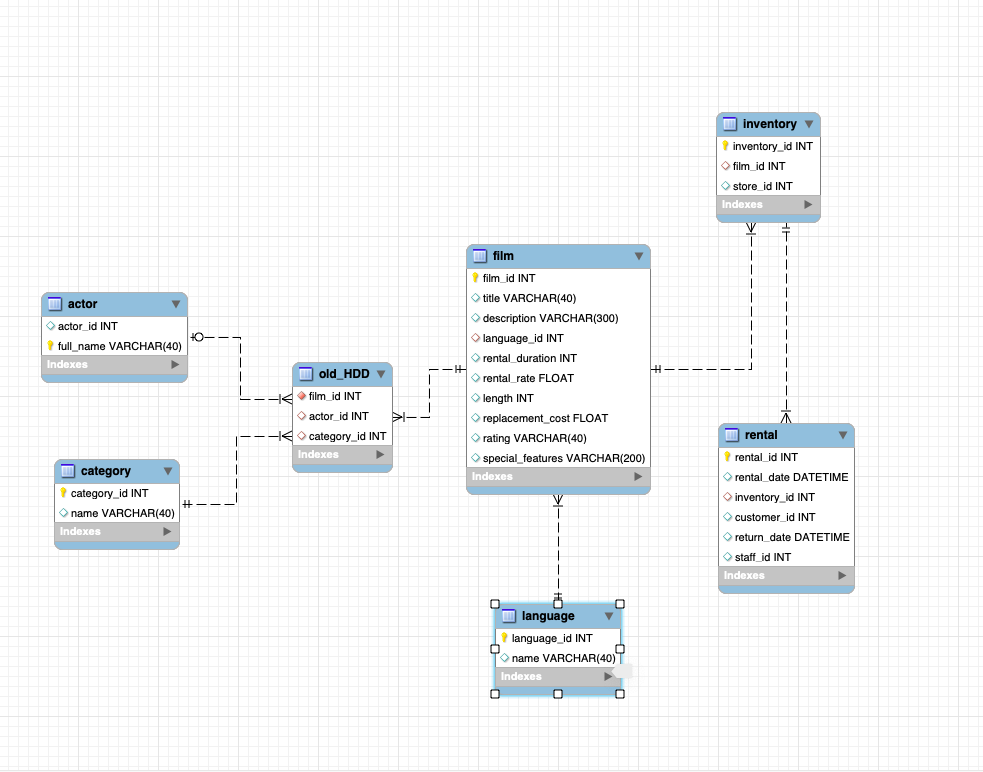 inventory
inventory_id INT
film_id INT
store_id INT
Indexes
film
film_id INT
title VARCHAR(40)
description VARCHAR(300)
language_id INT
rental_duration INT
rental_rate FLOAT
length INT
replacement_cost FLOAT
rating VARCHAR(40)
special_features VARCHAR(200)
Indexes
actor
actor_id INT
full_name VARCHAR(40)
Indexes
old_HDD
film_id INT
actor_id INT
category_id INT
Indexes
category
category_id INT
name VARCHAR(40)
Indexes
rental
rental_id INT
rental_date DATETIME
inventory_id INT
customer_id INT
return_date DATETIME
staff_id INT
Indexes
language
language_id INT
name VARCHAR(40)
Indexes